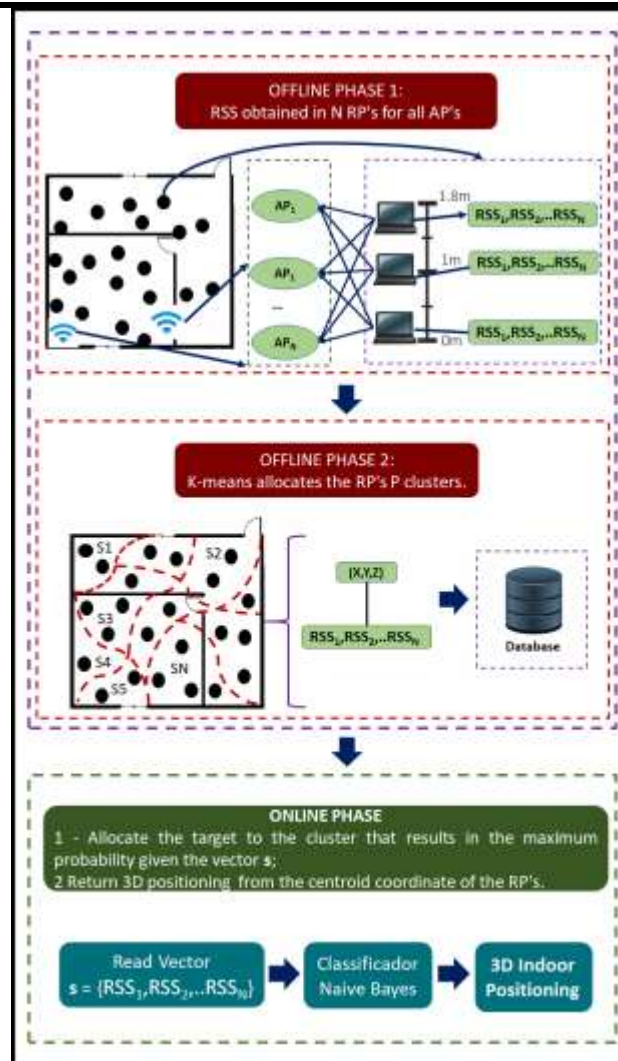 OFFLINE PHASE 1:
RSS obtained in N RP's for all AP's
AP₁
AP₁
...
APₙ
1.8m
1m
0m
RSS₁,RSS₂,..RSSₙ
RSS₁,RSS₂,..RSSₙ
RSS₁,RSS₂,..RSSₙ
OFFLINE PHASE 2:
K-means allocates the RP's P clusters.
S1
S2
S3
S4
S5
SN
(X,Y,Z)
RSS₁,RSS₂,..RSSₙ
Database
ONLINE PHASE
1 - Allocate the target to the cluster that results in the maximum
probability given the vector s;
2 Return 3D positioning from the centroid coordinate of the RP's.
Read Vector
s = {RSS₁,RSS₂,..RSSₙ}
Classificador
Naive Bayes
3D Indoor
Positioning